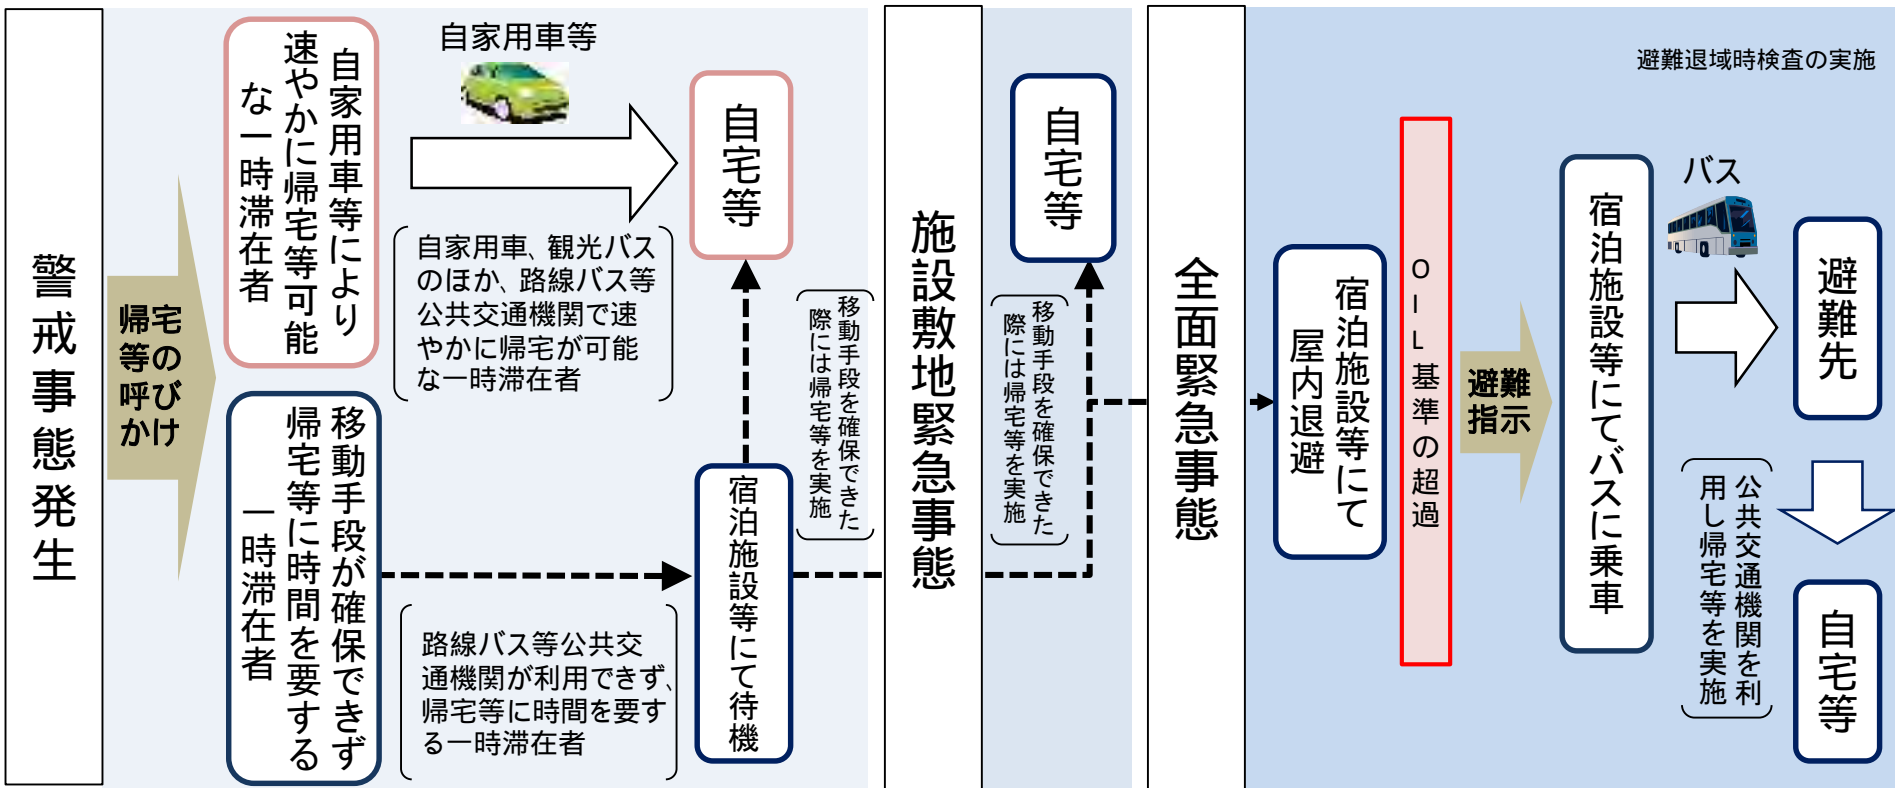 警戒事態発生
帰宅
等の
呼び
かけ
自家用車等により
速やかに帰宅等可能
な一時滞在者
移動手段が確保できず
帰宅等に時間を要する
一時滞在者
自家用車等
自家用車、観光バス
のほか、路線バス等
公共交通機関で速
やかに帰宅が可能
な一時滞在者
路線バス等公共交
通機関が利用できず、
帰宅等に時間を要す
る一時滞在者
自宅等
宿泊施設等にて待機
移動手段を確保できた
際には帰宅等を実施
施設敷地緊急事態
自宅等
移動手段を確保できた
際には帰宅等を実施
全面緊急事態
避難退域時検査の実施
宿泊施設等にて
屋内退避
OIL基準の超過
避難
指示
宿泊施設等にてバスに乗車
バス
避難先
公共交通機関を利
用し帰宅等を実施
自宅等